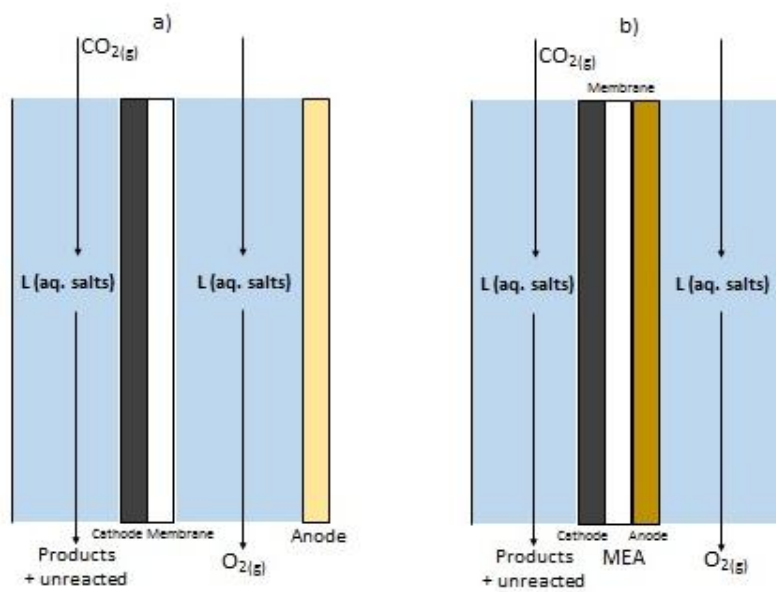 a)
CO2(g)
L (aq. salts)
L (aq. salts)
Cathode Membrane
Anode
Products
+ unreacted
O2(g)
b)
CO2(g)
Membrane
L (aq. salts)
L (aq. salts)
Cathode
Anode
MEA
Products
+ unreacted
O2(g)